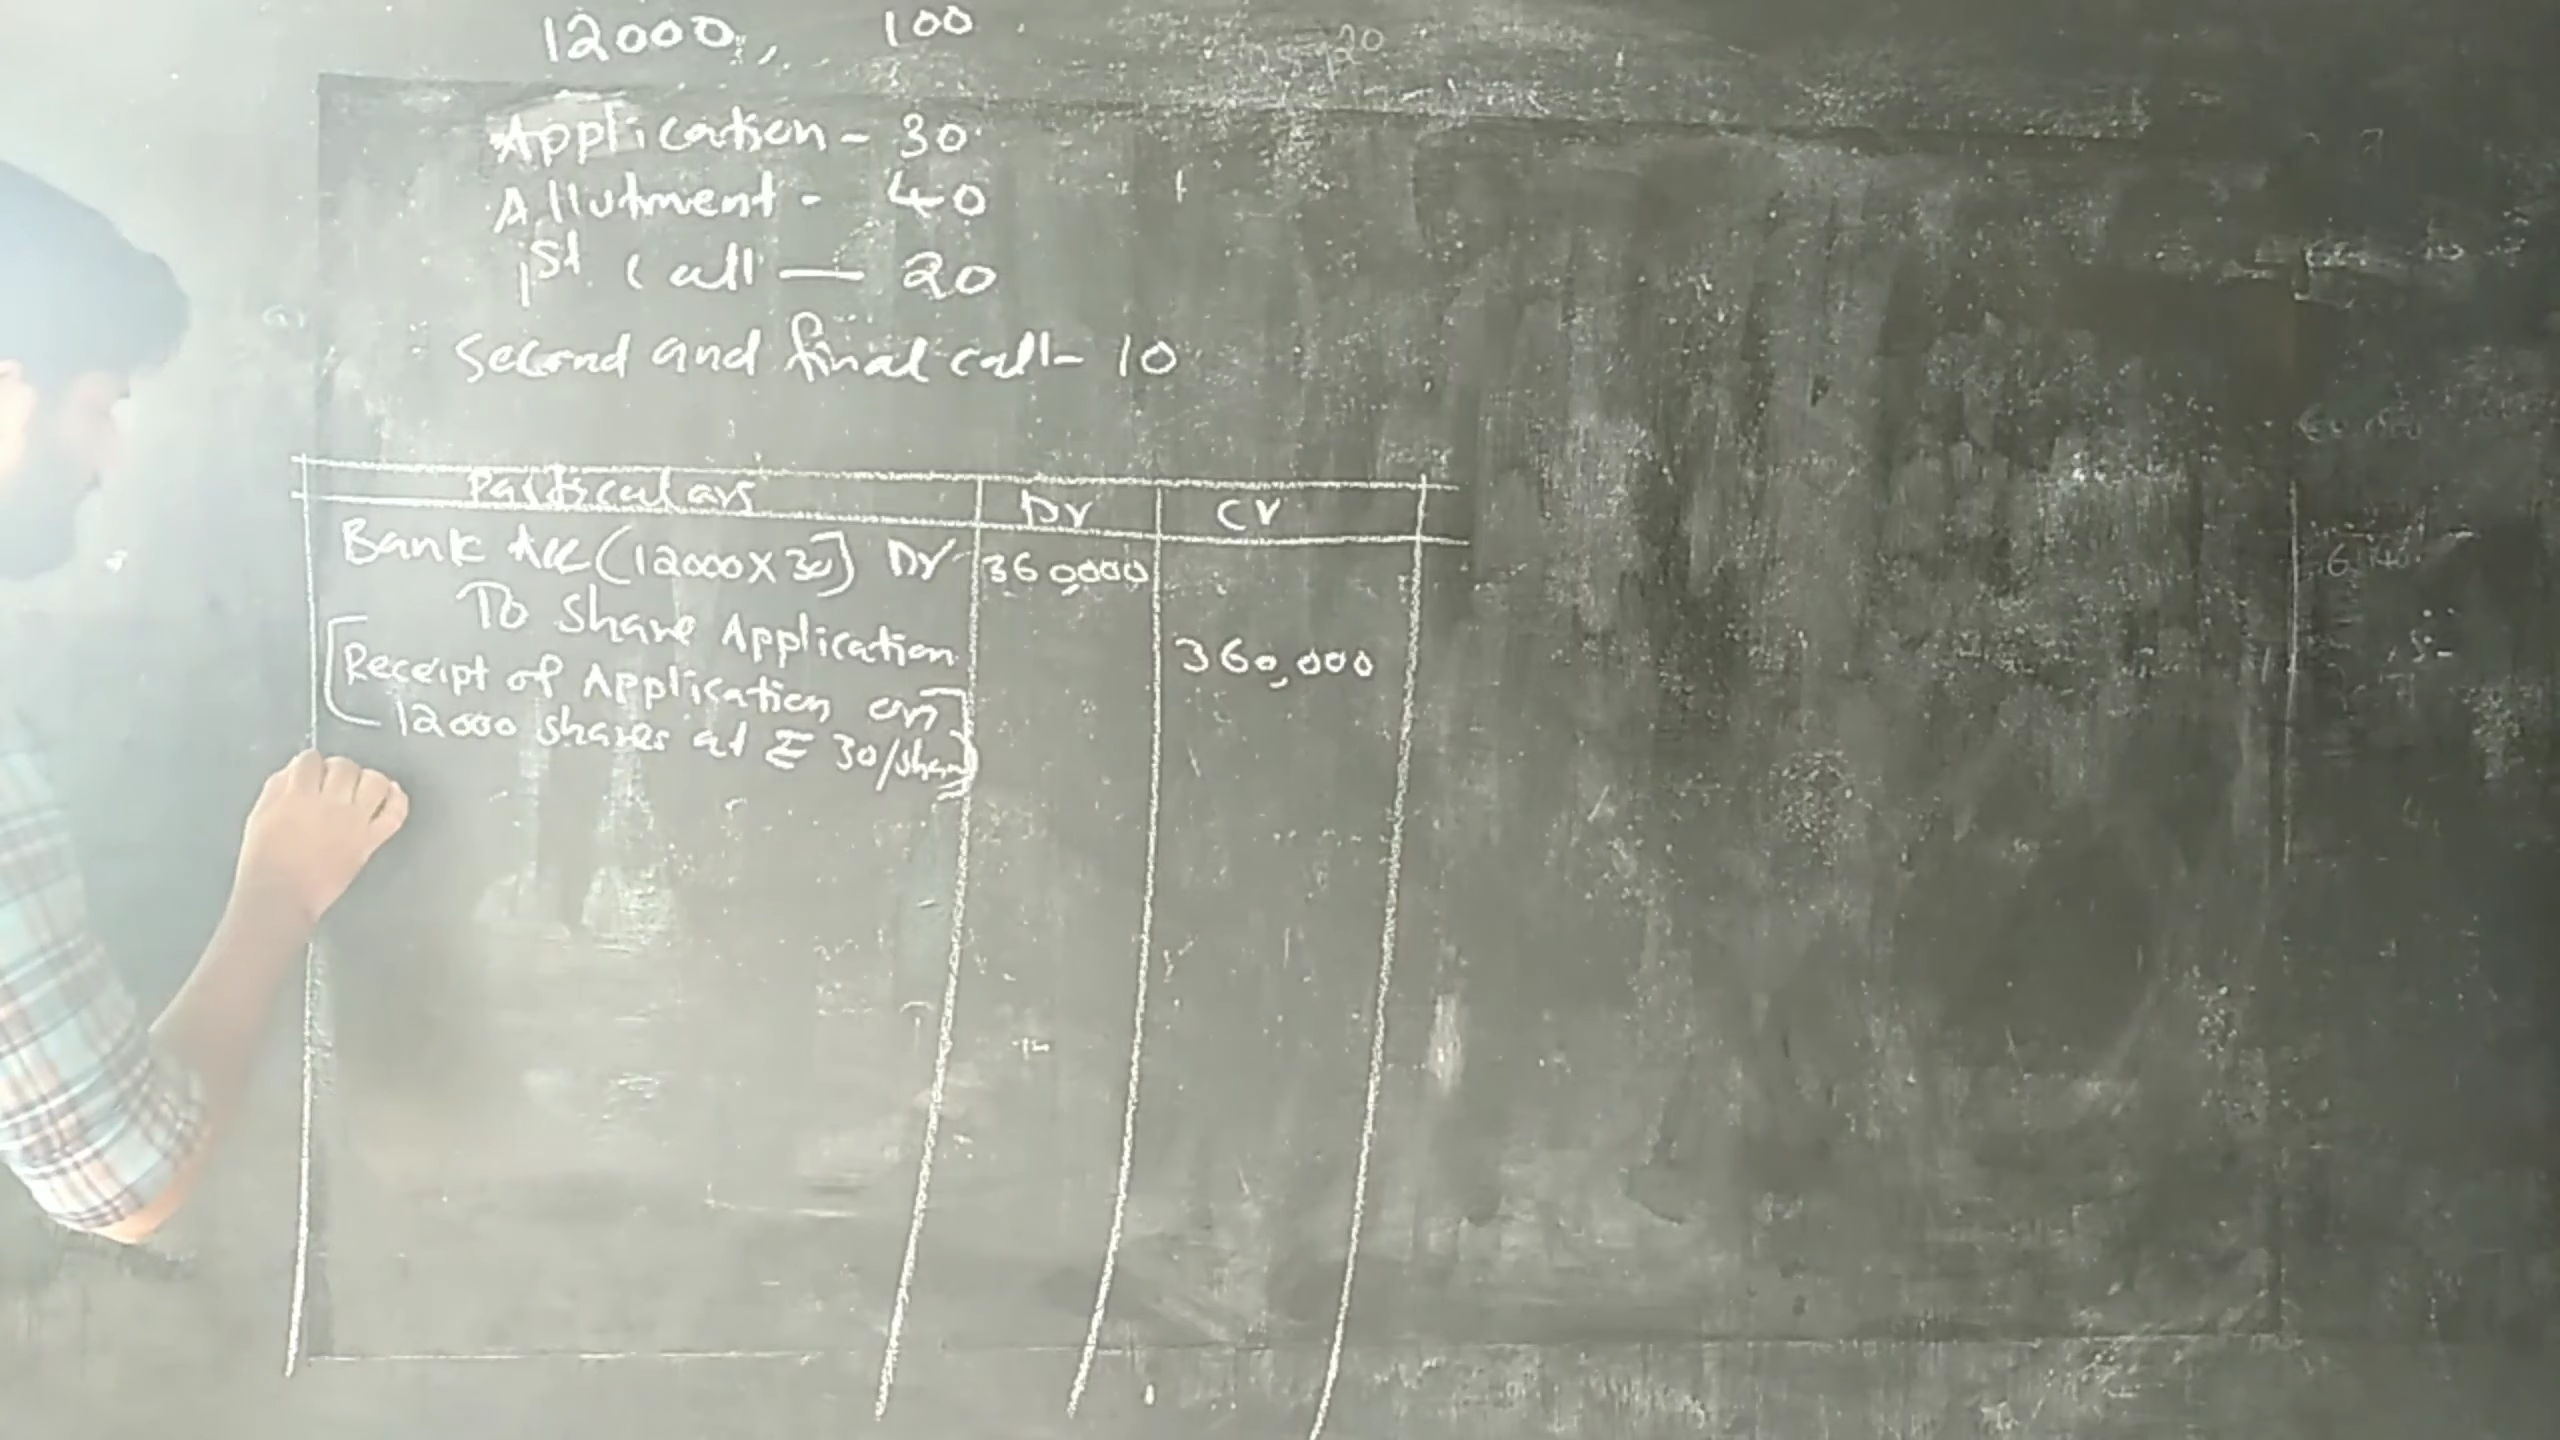 12000, 100
Application - 30
Allutment - 40
1st call — 20
Second and final call - 10
Particulars Dr Cr
Bank Acc (12000 X 30) Dr 360,000
To Share Application 360,000
[Receipt of Application on]
12000 shares at ₹ 30/share]